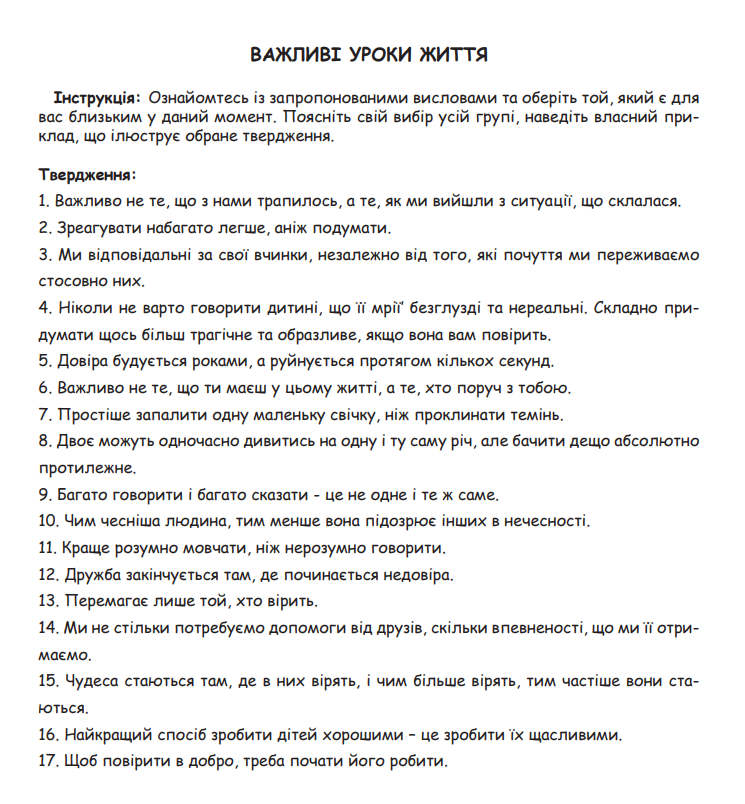 ВАЖЛИВІ УРОКИ ЖИТТЯ
Інструкція: Ознайомтесь із запропонованими висловами та оберіть той, який є для
вас близьким у даний момент. Поясніть свій вибір усій групі, наведіть власний при-
клад, що ілюструє обране твердження.
Твердження:
1. Важливо не те, що з нами трапилось, а те, як ми вийшли з ситуації, що склалася.
2. Зреагувати набагато легше, аніж подумати.
3. Ми відповідальні за свої вчинки, незалежно від того, які почуття ми переживаємо
стосовно них.
4. Ніколи не варто говорити дитині, що її мрії' безглузді та нереальні. Складно при-
думати щось більш трагічне та образливе, якщо вона вам повірить.
5. Довіра будується роками, а руйнується протягом кількох секунд.
6. Важливо не те, що ти маєш у цьому житті, а те, хто поруч з тобою.
7. Простіше запалити одну маленьку свічку, ніж проклинати темінь.
8. Двоє можуть одночасно дивитись на одну і ту саму річ, але бачити дещо абсолютно
протилежне.
9. Багато говорити і багато сказати - це не одне і те ж саме.
10. Чим чесніша людина, тим менше вона підозрює інших в нечесності.
11. Краще розумно мовчати, ніж нерозумно говорити.
12. Дружба закінчується там, де починається недовіра.
13. Перемагає лише той, хто вірить.
14. Ми не стільки потребуємо допомоги від друзів, скільки впевненості, що ми її отри-
маємо.
15. Чудеса стаються там, де в них вірять, і чим більше вірять, тим частіше вони ста-
ються.
16. Найкращий спосіб зробити дітей хорошими – це зробити їх щасливими.
17. Щоб повірити в добро, треба почати його робити.